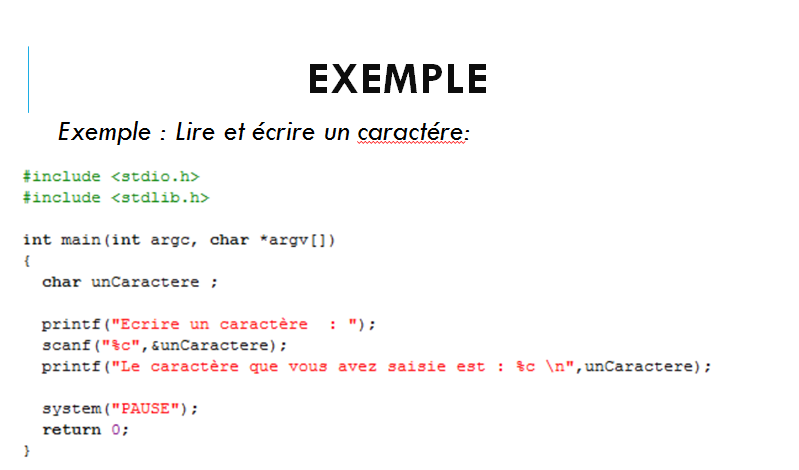 EXEMPLE
Exemple : Lire et écrire un caractére:
#include <stdio.h>
#include <stdlib.h>
int main(int argc, char *argv[])
{
char unCaractere ;
printf("Ecrire un caractère  : ");
scanf("%c",&unCaractere);
printf("Le caractère que vous avez saisie est : %c \n",unCaractere);
system("PAUSE");
return 0;
}